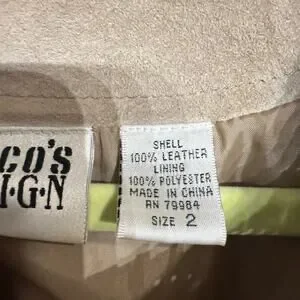 CO'S
I·G·N
SHELL
100% LEATHER
LINING
100% POLYESTER
MADE IN CHINA
RN 79984
SIZE 2